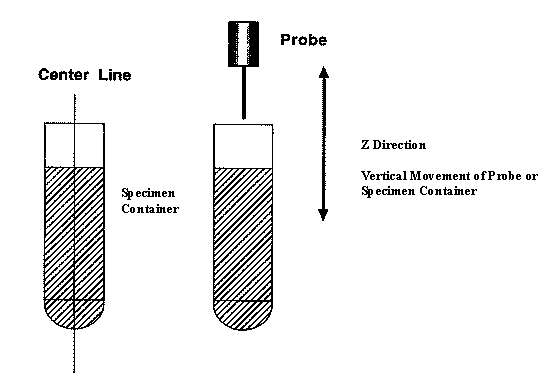 Probe
Center Line
Z Direction
Vertical Movement of Probe or
Specimen Container
Specimen
Container